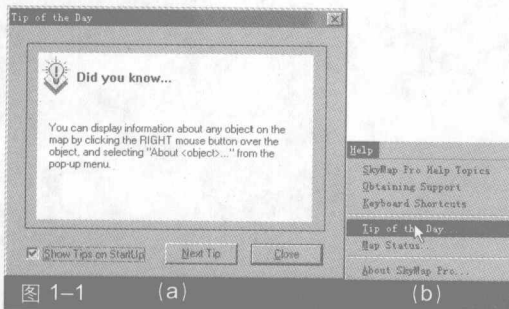 Tip of the Day
Did you know...
You can display information about any object on the
map by clicking the RIGHT mouse button over the
object, and selecting "About <object>..." from the
pop-up menu.
Show Tips on StartUp
Next Tip
Close
Help
SkyMap Pro Help Topics
Obtaining Support
Keyboard Shortcuts
Tip of the Day
Map Status
About SkyMap Pro...
图 1-1 (a) (b)